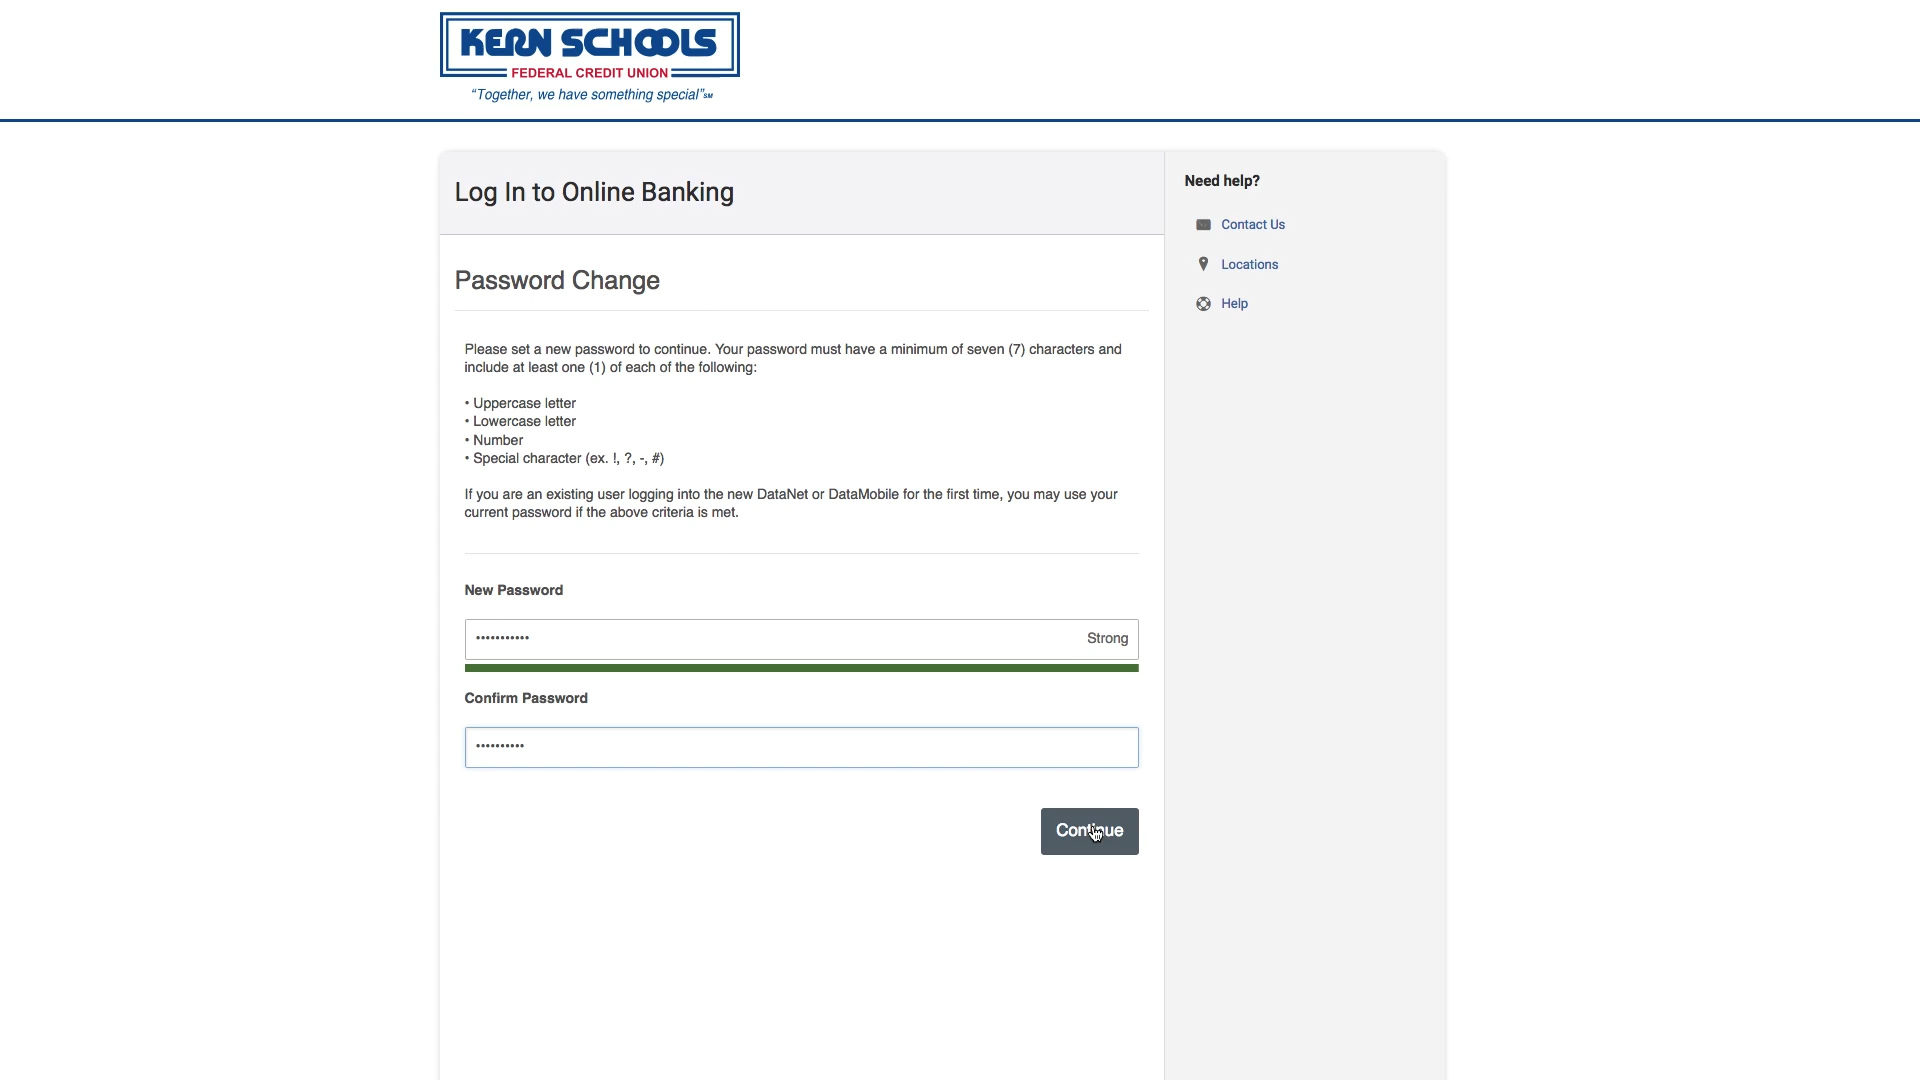 KERN SCHOOLS
FEDERAL CREDIT UNION
“Together, we have something special”℠
Log In to Online Banking
Password Change
Please set a new password to continue. Your password must have a minimum of seven (7) characters and
include at least one (1) of each of the following:
• Uppercase letter
• Lowercase letter
• Number
• Special character (ex. !, ?, -, #)
If you are an existing user logging into the new DataNet or DataMobile for the first time, you may use your
current password if the above criteria is met.
New Password
••••••••••• Strong
Confirm Password
••••••••••
Continue
Need help?
Contact Us
Locations
Help